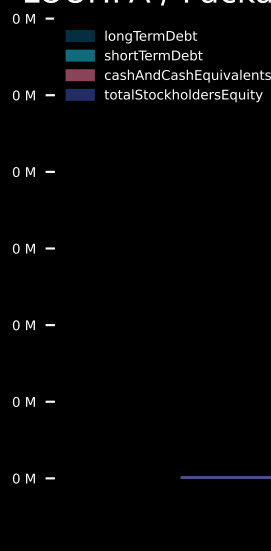 0 M
longTermDebt
shortTermDebt
cashAndCashEquivalents
0 M
totalStockholdersEquity
0 M
0 M
0 M
0 M
0 M